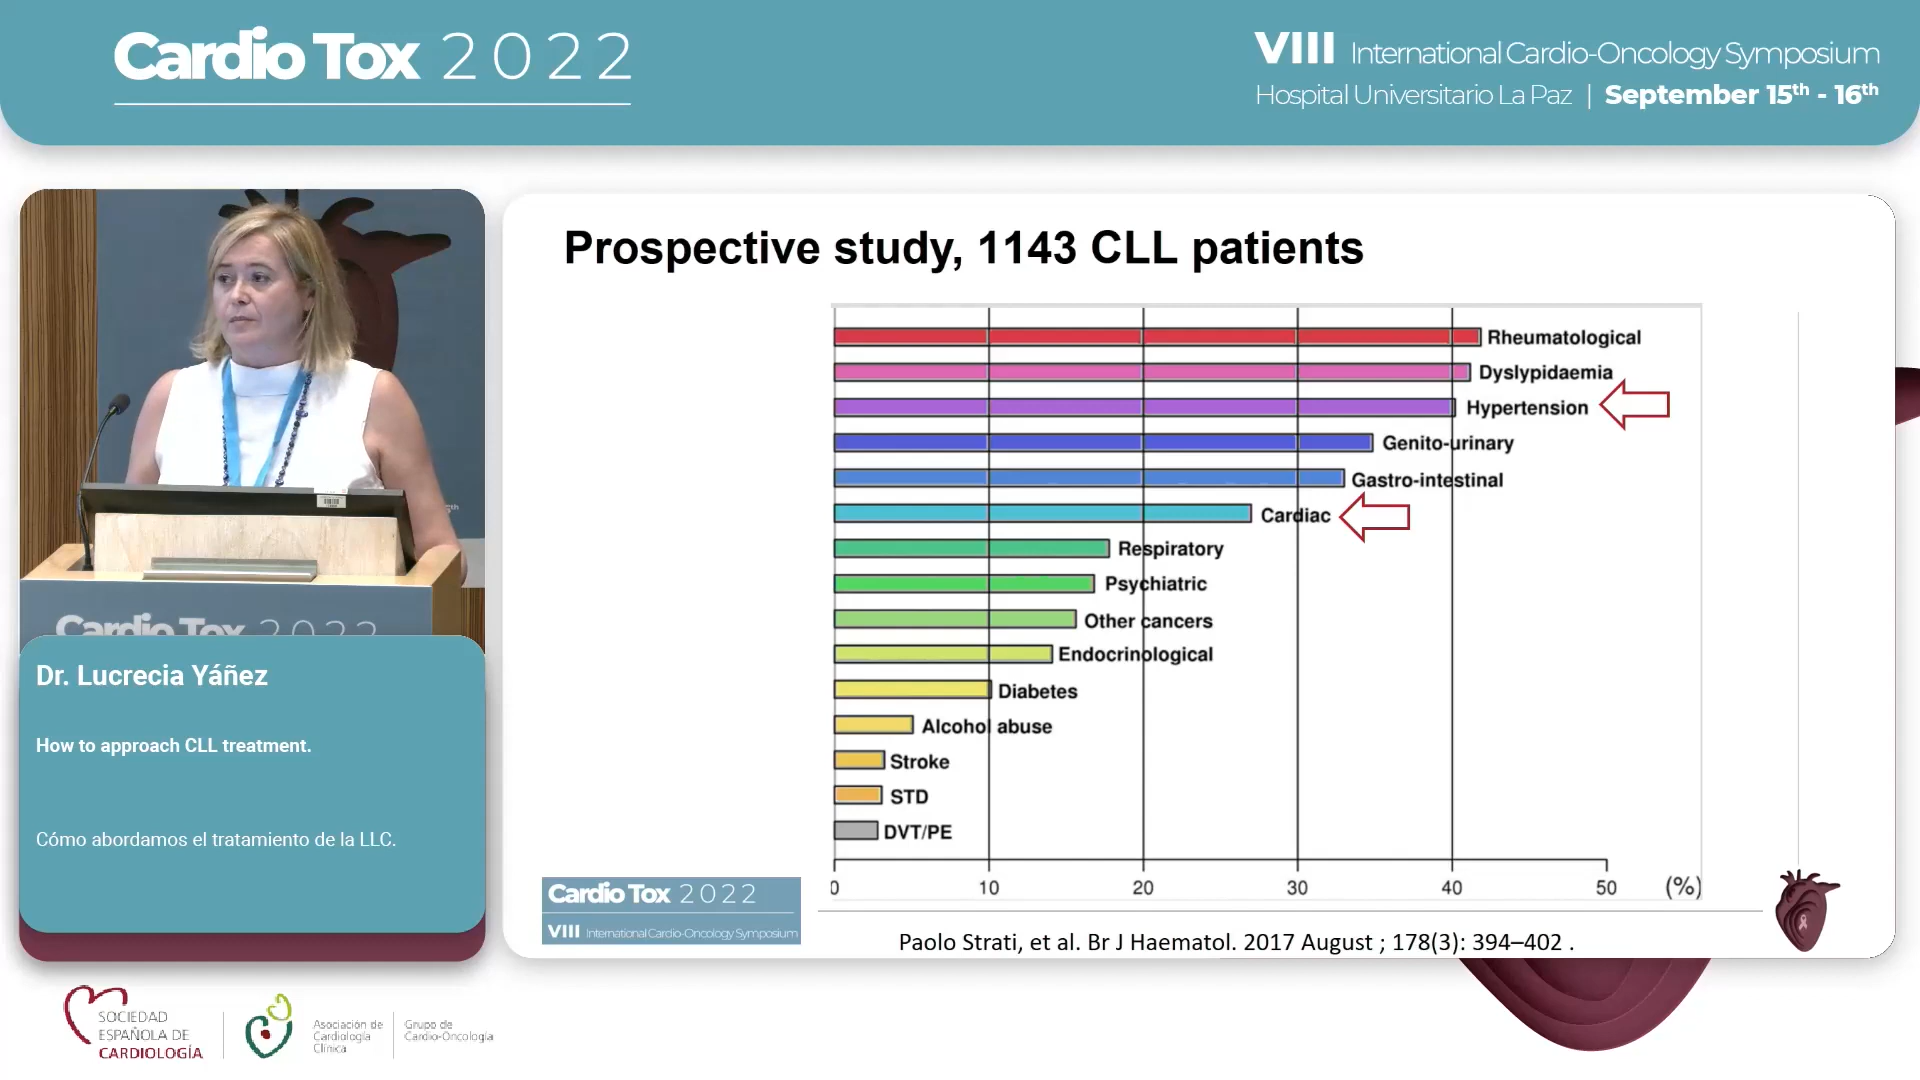 Cardio Tox 2022
VIII International Cardio-Oncology Symposium
Hospital Universitario La Paz | September 15th - 16th
Prospective study, 1143 CLL patients
Rheumatological
Dyslypidaemia
Hypertension
Genito-urinary
Gastro-intestinal
Cardiac
Respiratory
Psychiatric
Other cancers
Endocrinological
Diabetes
Alcohol abuse
Stroke
STD
DVT/PE
0 10 20 30 40 50 (%)
Cardio Tox 2022
VIII International Cardio-Oncology Symposium
Paolo Strati, et al. Br J Haematol. 2017 August ; 178(3): 394–402 .
th
Cardio Tox 2022
Dr. Lucrecia Yáñez
How to approach CLL treatment.
Cómo abordamos el tratamiento de la LLC.
SOCIEDAD
ESPAÑOLA DE
CARDIOLOGÍA
Asociación de
Cardiología
Clínica
Grupo de
Cardio-Oncología